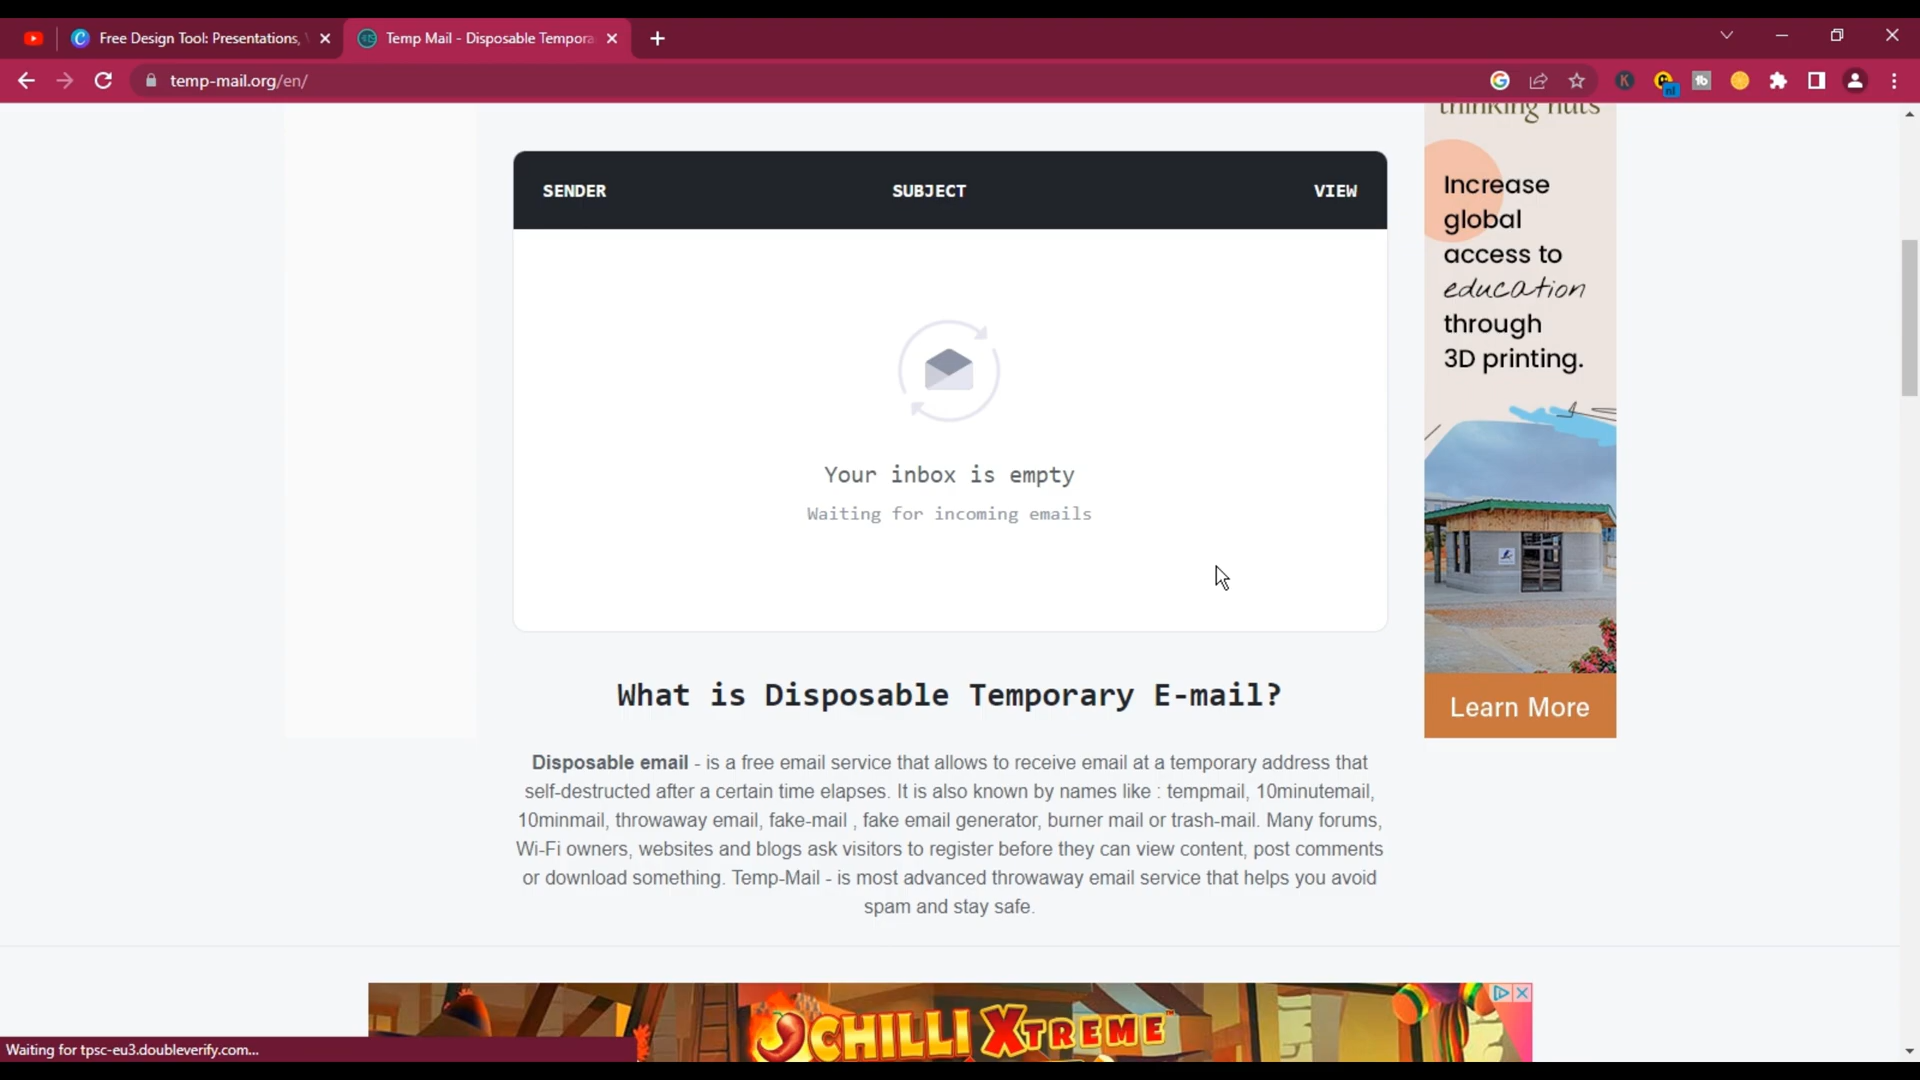 Free Design Tool: Presentations,
Temp Mail - Disposable Tempora
temp-mail.org/en/
K
nl
fb
SENDER
SUBJECT
VIEW
Your inbox is empty
Waiting for incoming emails
What is Disposable Temporary E-mail?
Disposable email - is a free email service that allows to receive email at a temporary address that
self-destructed after a certain time elapses. It is also known by names like : tempmail, 10minutemail,
10minmail, throwaway email, fake-mail , fake email generator, burner mail or trash-mail. Many forums,
Wi-Fi owners, websites and blogs ask visitors to register before they can view content, post comments
or download something. Temp-Mail - is most advanced throwaway email service that helps you avoid
spam and stay safe.
thinking huts
Increase
global
access to
education
through
3D printing.
Learn More
CHILLI XTREME™
Waiting for tpsc-eu3.doubleverify.com...